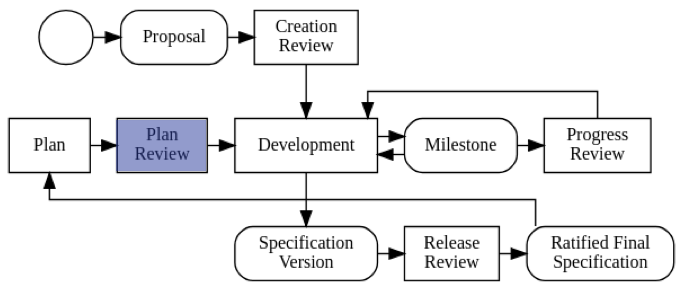 Proposal
Creation
Review
Plan
Plan
Review
Development
Milestone
Progress
Review
Specification
Version
Release
Review
Ratified Final
Specification